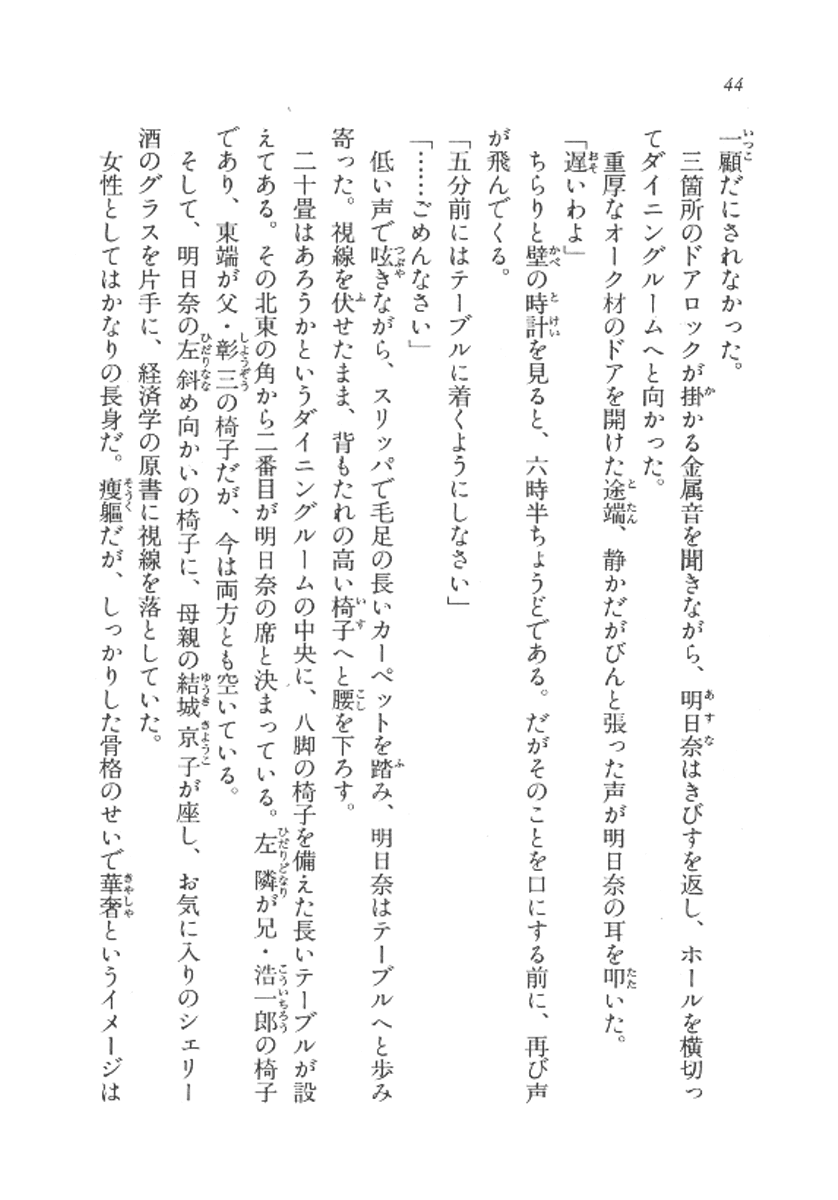 44
一顧だにされなかった。
三箇所のドアロックが掛かる金属音を聞きながら、明日奈はきびすを返し、ホールを横切っ
てダイニングルームへと向かった。
重厚なオーク材のドアを開けた途端、静かだがびんと張った声が明日奈の耳を叩いた。
「遅いわよ」
ちらりと壁の時計を見ると、六時半ちょうどである。だがそのことを口にする前に、再び声
が飛んでくる。
「五分前にはテーブルに着くようにしなさい」
「……ごめんなさい」
低い声で呟きながら、スリッパで毛足の長いカーペットを踏み、明日奈はテーブルへと歩み
寄った。視線を伏せたまま、背もたれの高い椅子へと腰を下ろす。
二十畳はあろうかというダイニングルームの中央に、八脚の椅子を備えた長いテーブルが設
えてある。その北東の角から二番目が明日奈の席と決まっている。左隣が兄・浩一郎の椅子
であり、東端が父・彰三の椅子だが、今は両方とも空いている。
そして、明日奈の左斜め向かいの椅子に、母親の結城京子が座し、お気に入りのシェリー
酒のグラスを片手に、経済学の原書に視線を落としていた。
女性としてはかなりの長身だ。痩軀だが、しっかりした骨格のせいで華奢というイメージは